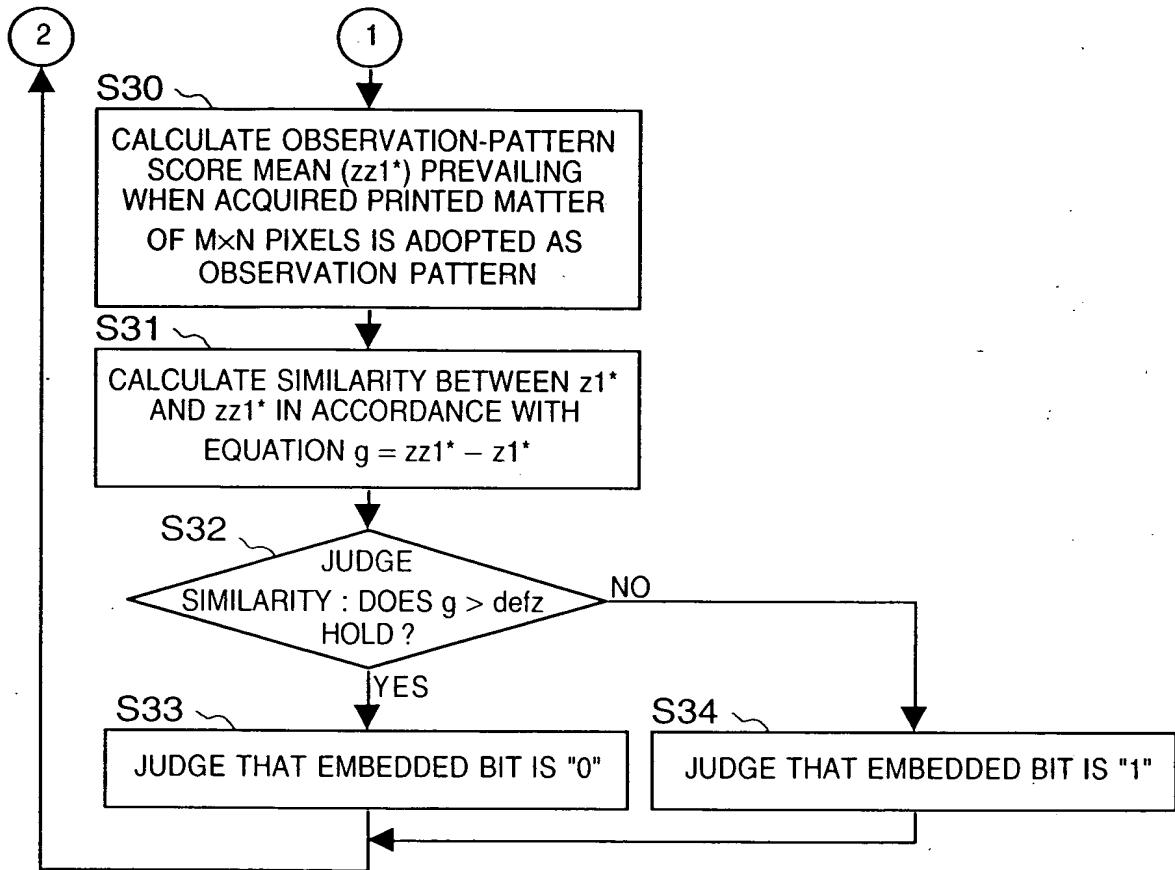 2
1
S30
CALCULATE OBSERVATION-PATTERN
SCORE MEAN (zz1*) PREVAILING
WHEN ACQUIRED PRINTED MATTER
OF M×N PIXELS IS ADOPTED AS
OBSERVATION PATTERN
S31
CALCULATE SIMILARITY BETWEEN z1*
AND zz1* IN ACCORDANCE WITH
EQUATION g = zz1* – z1*
S32
JUDGE
SIMILARITY : DOES g > defz
HOLD ?
NO
YES
S33
JUDGE THAT EMBEDDED BIT IS "0"
S34
JUDGE THAT EMBEDDED BIT IS "1"